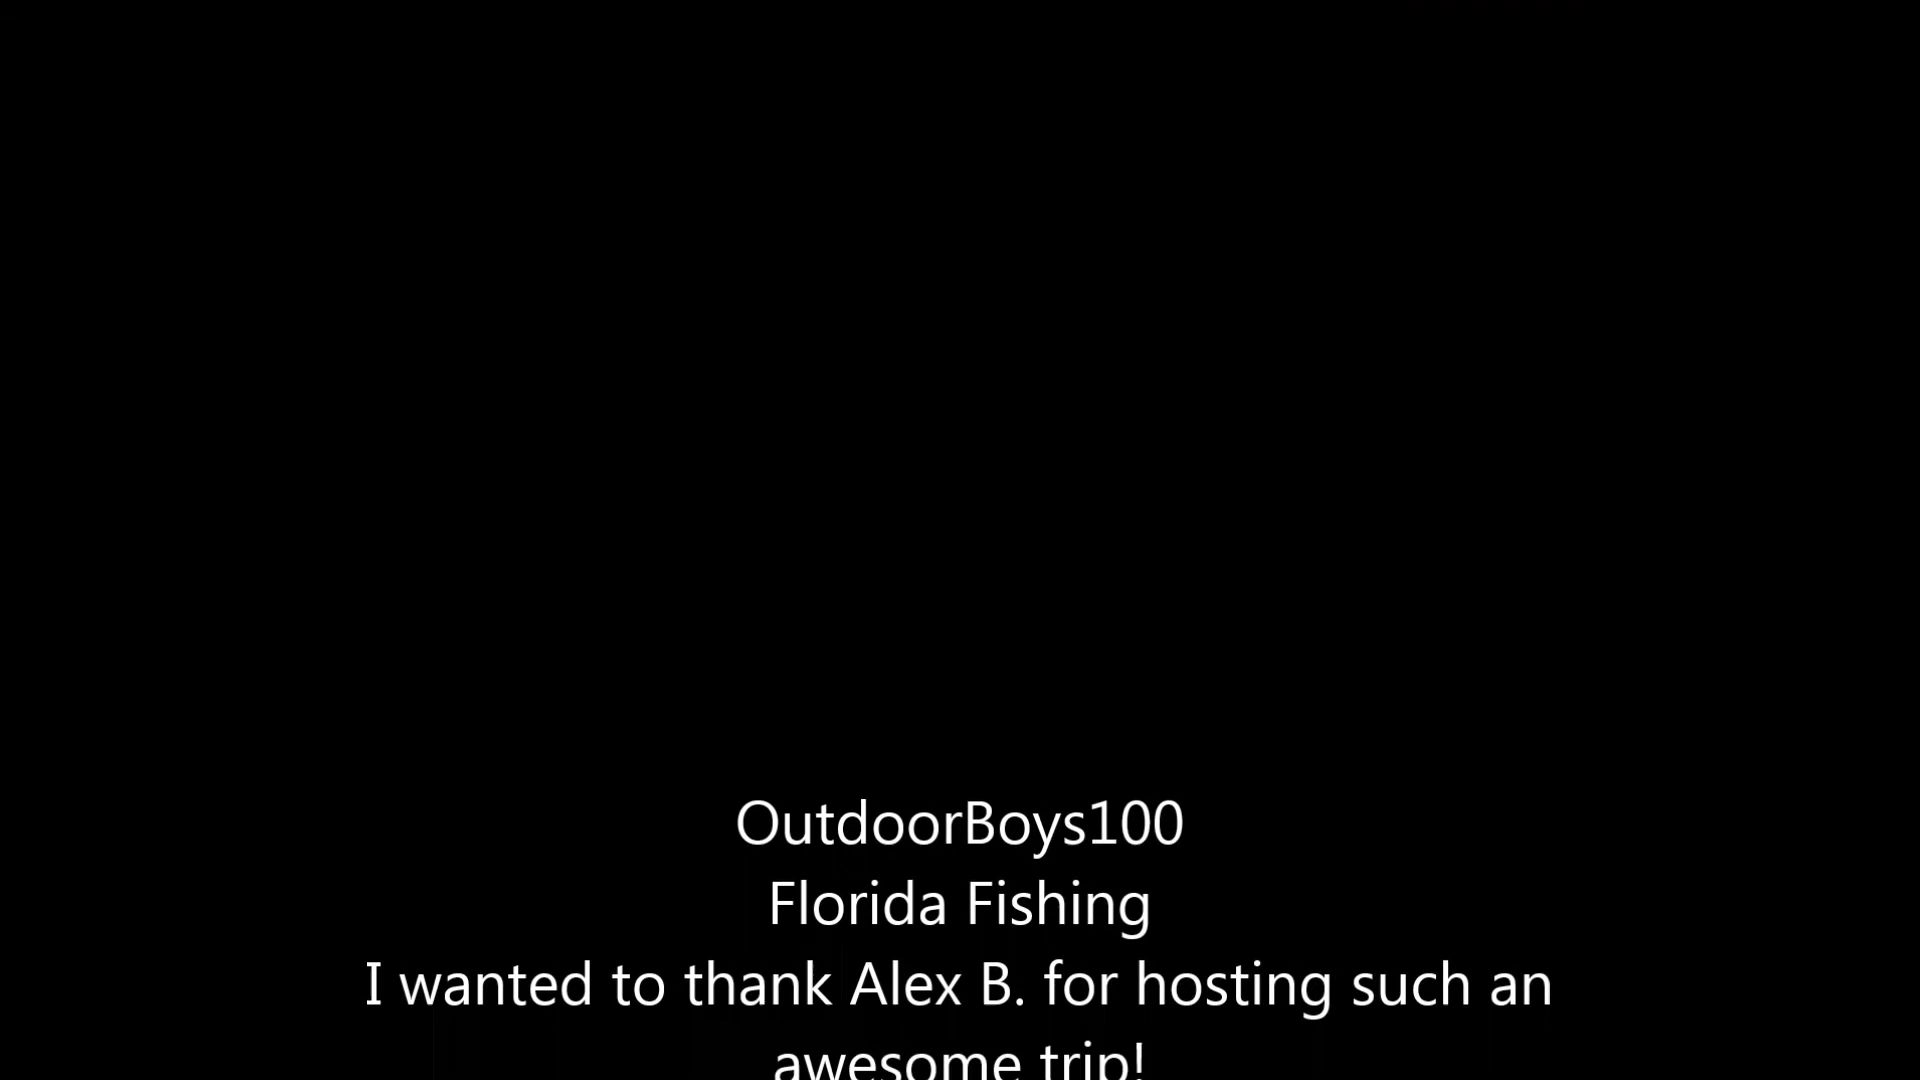 OutdoorBoys100
Florida Fishing
I wanted to thank Alex B. for hosting such an
awesome trip!